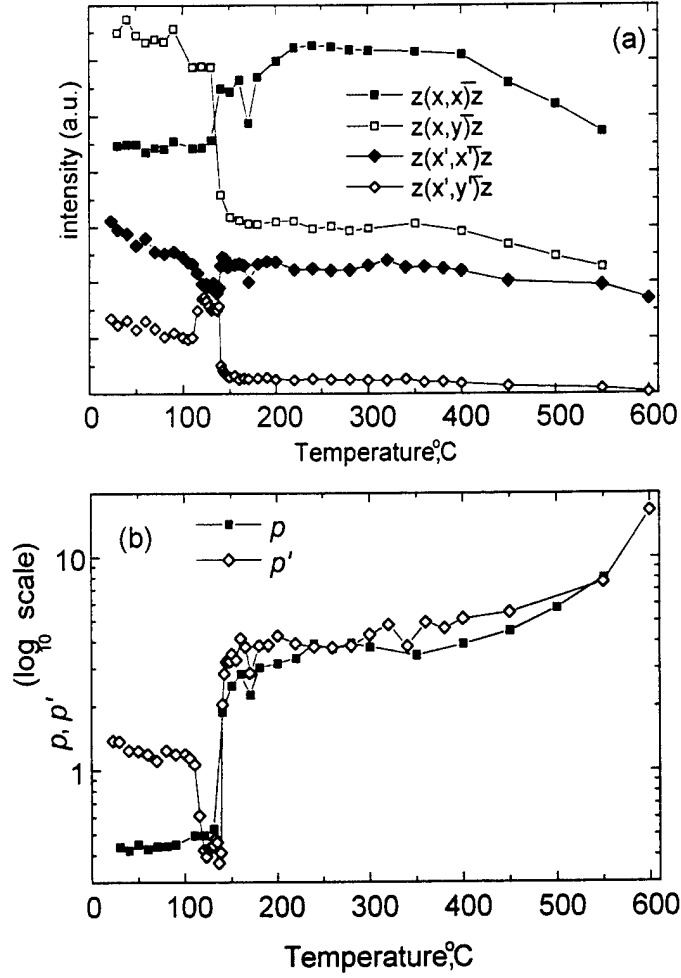 (a)
z(x,x)z̅
z(x,y)z̅
z(x',x')z̅
z(x',y')z̅
intensity (a.u.)
0 100 200 300 400 500 600
Temperature,°C
(b)
p
p'
10
1
p, p' (log₁₀ scale)
0 100 200 300 400 500 600
Temperature,°C